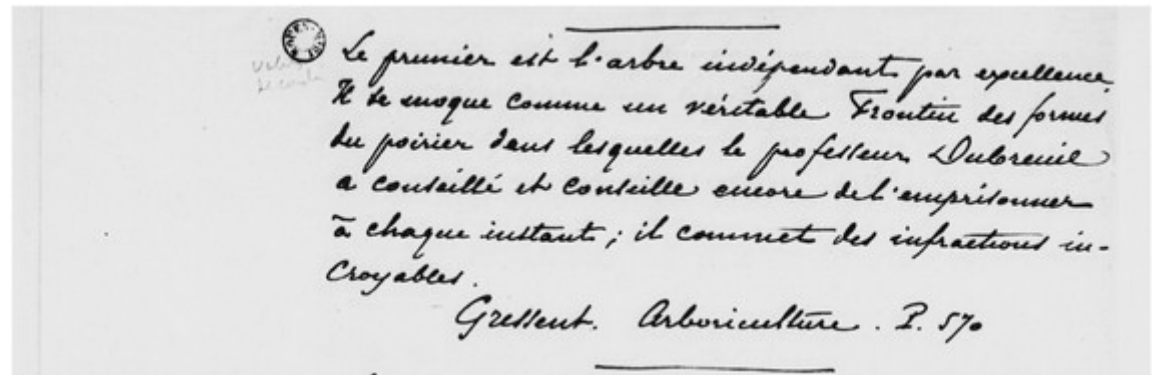 Le prunier est l'arbre indépendant par excellence
Il se moque comme un véritable Frontin des formes
du poirier dans lesquelles le professeur Dubreuil
a conseillé et conseille encore de l'emprisonner
à chaque instant; il commet des infractions in-
croyables.
Gressent. Arboriculture. P. 570